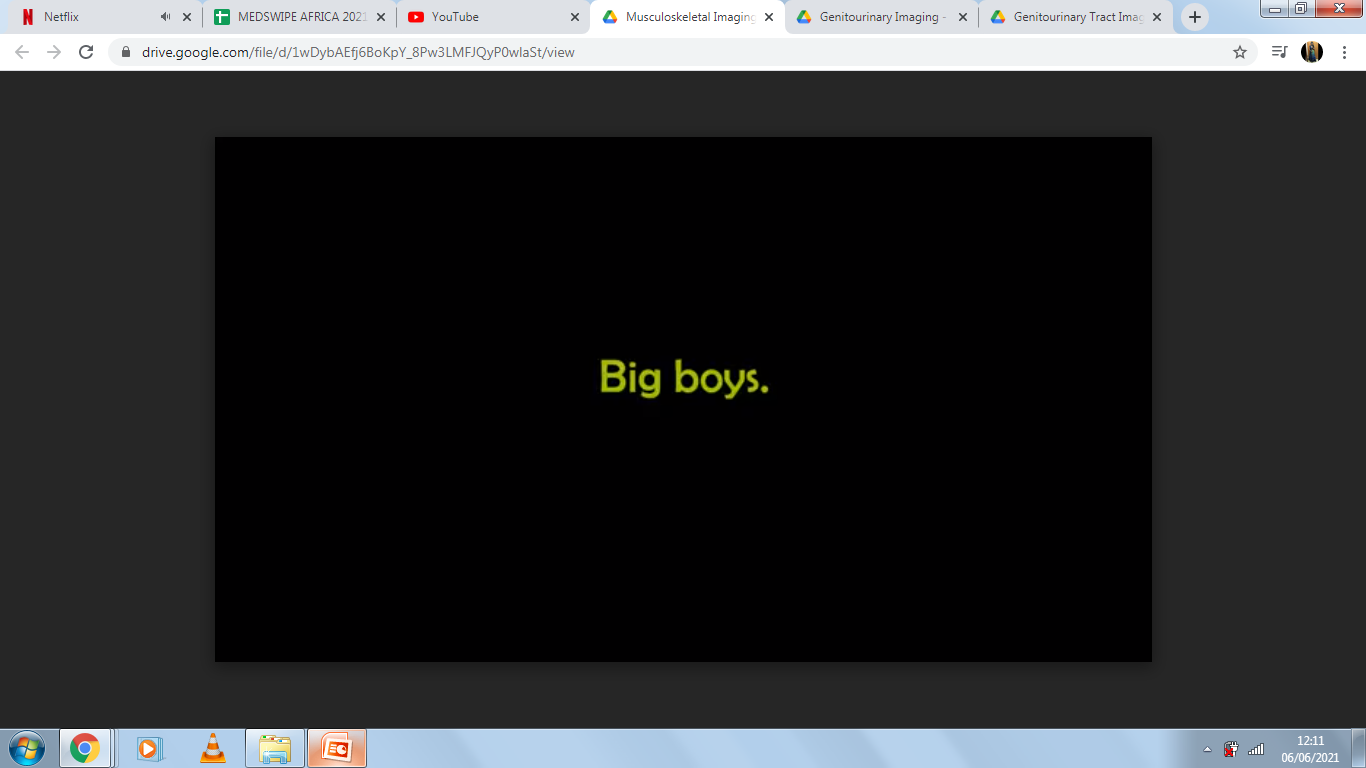 Netflix
MEDSWIPE AFRICA 2021
YouTube
Musculoskeletal Imaging
Genitourinary Imaging -
Genitourinary Tract Imag
drive.google.com/file/d/1wDybAEfj6BoKpY_8Pw3LMFJQyP0wlaSt/view
Big boys.
12:11
06/06/2021